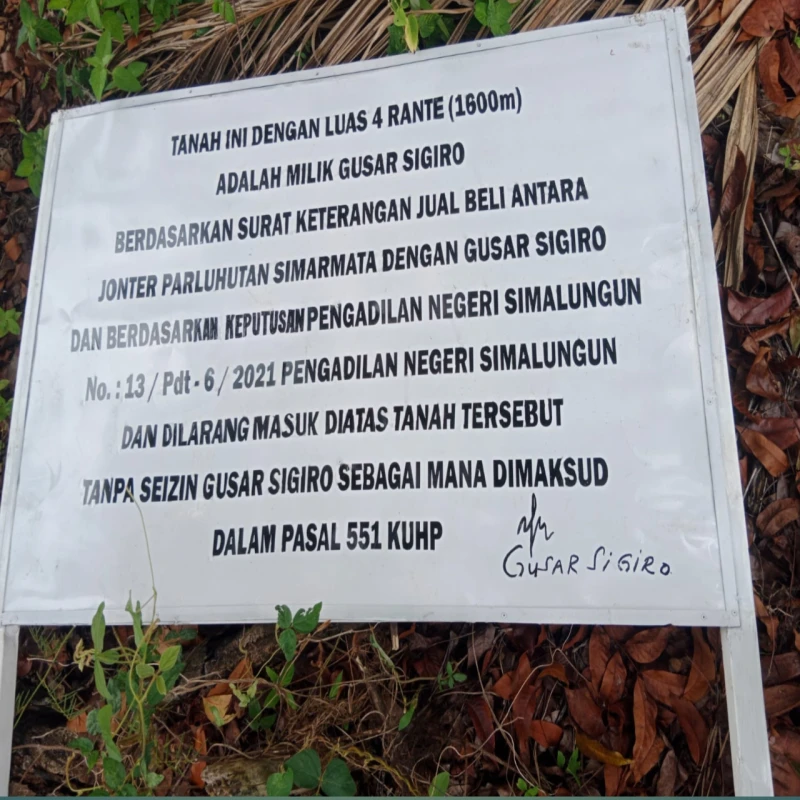 TANAH INI DENGAN LUAS 4 RANTE (1600m)
ADALAH MILIK GUSAR SIGIRO
BERDASARKAN SURAT KETERANGAN JUAL BELI ANTARA
JONTER PARLUHUTAN SIMARMATA DENGAN GUSAR SIGIRO
DAN BERDASARKAN KEPUTUSAN PENGADILAN NEGERI SIMALUNGUN
No. : 13 / Pdt - 6 / 2021 PENGADILAN NEGERI SIMALUNGUN
DAN DILARANG MASUK DIATAS TANAH TERSEBUT
TANPA SEIZIN GUSAR SIGIRO SEBAGAI MANA DIMAKSUD
DALAM PASAL 551 KUHP
GUSAR SIGIRO